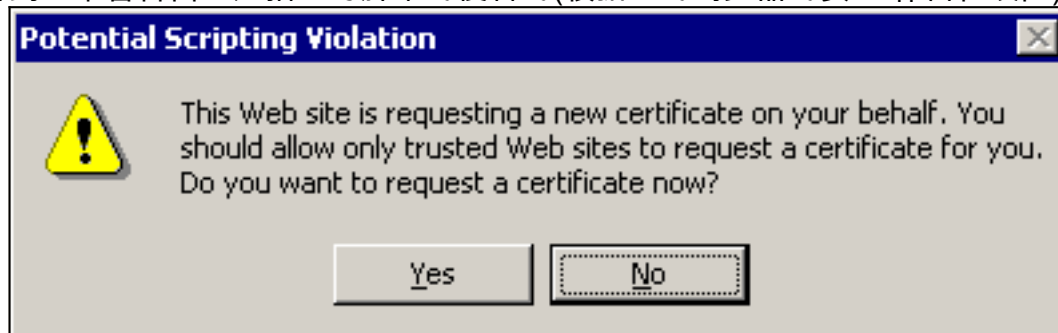 Potential Scripting Violation
This Web site is requesting a new certificate on your behalf. You
should allow only trusted Web sites to request a certificate for you.
Do you want to request a certificate now?
Yes
No